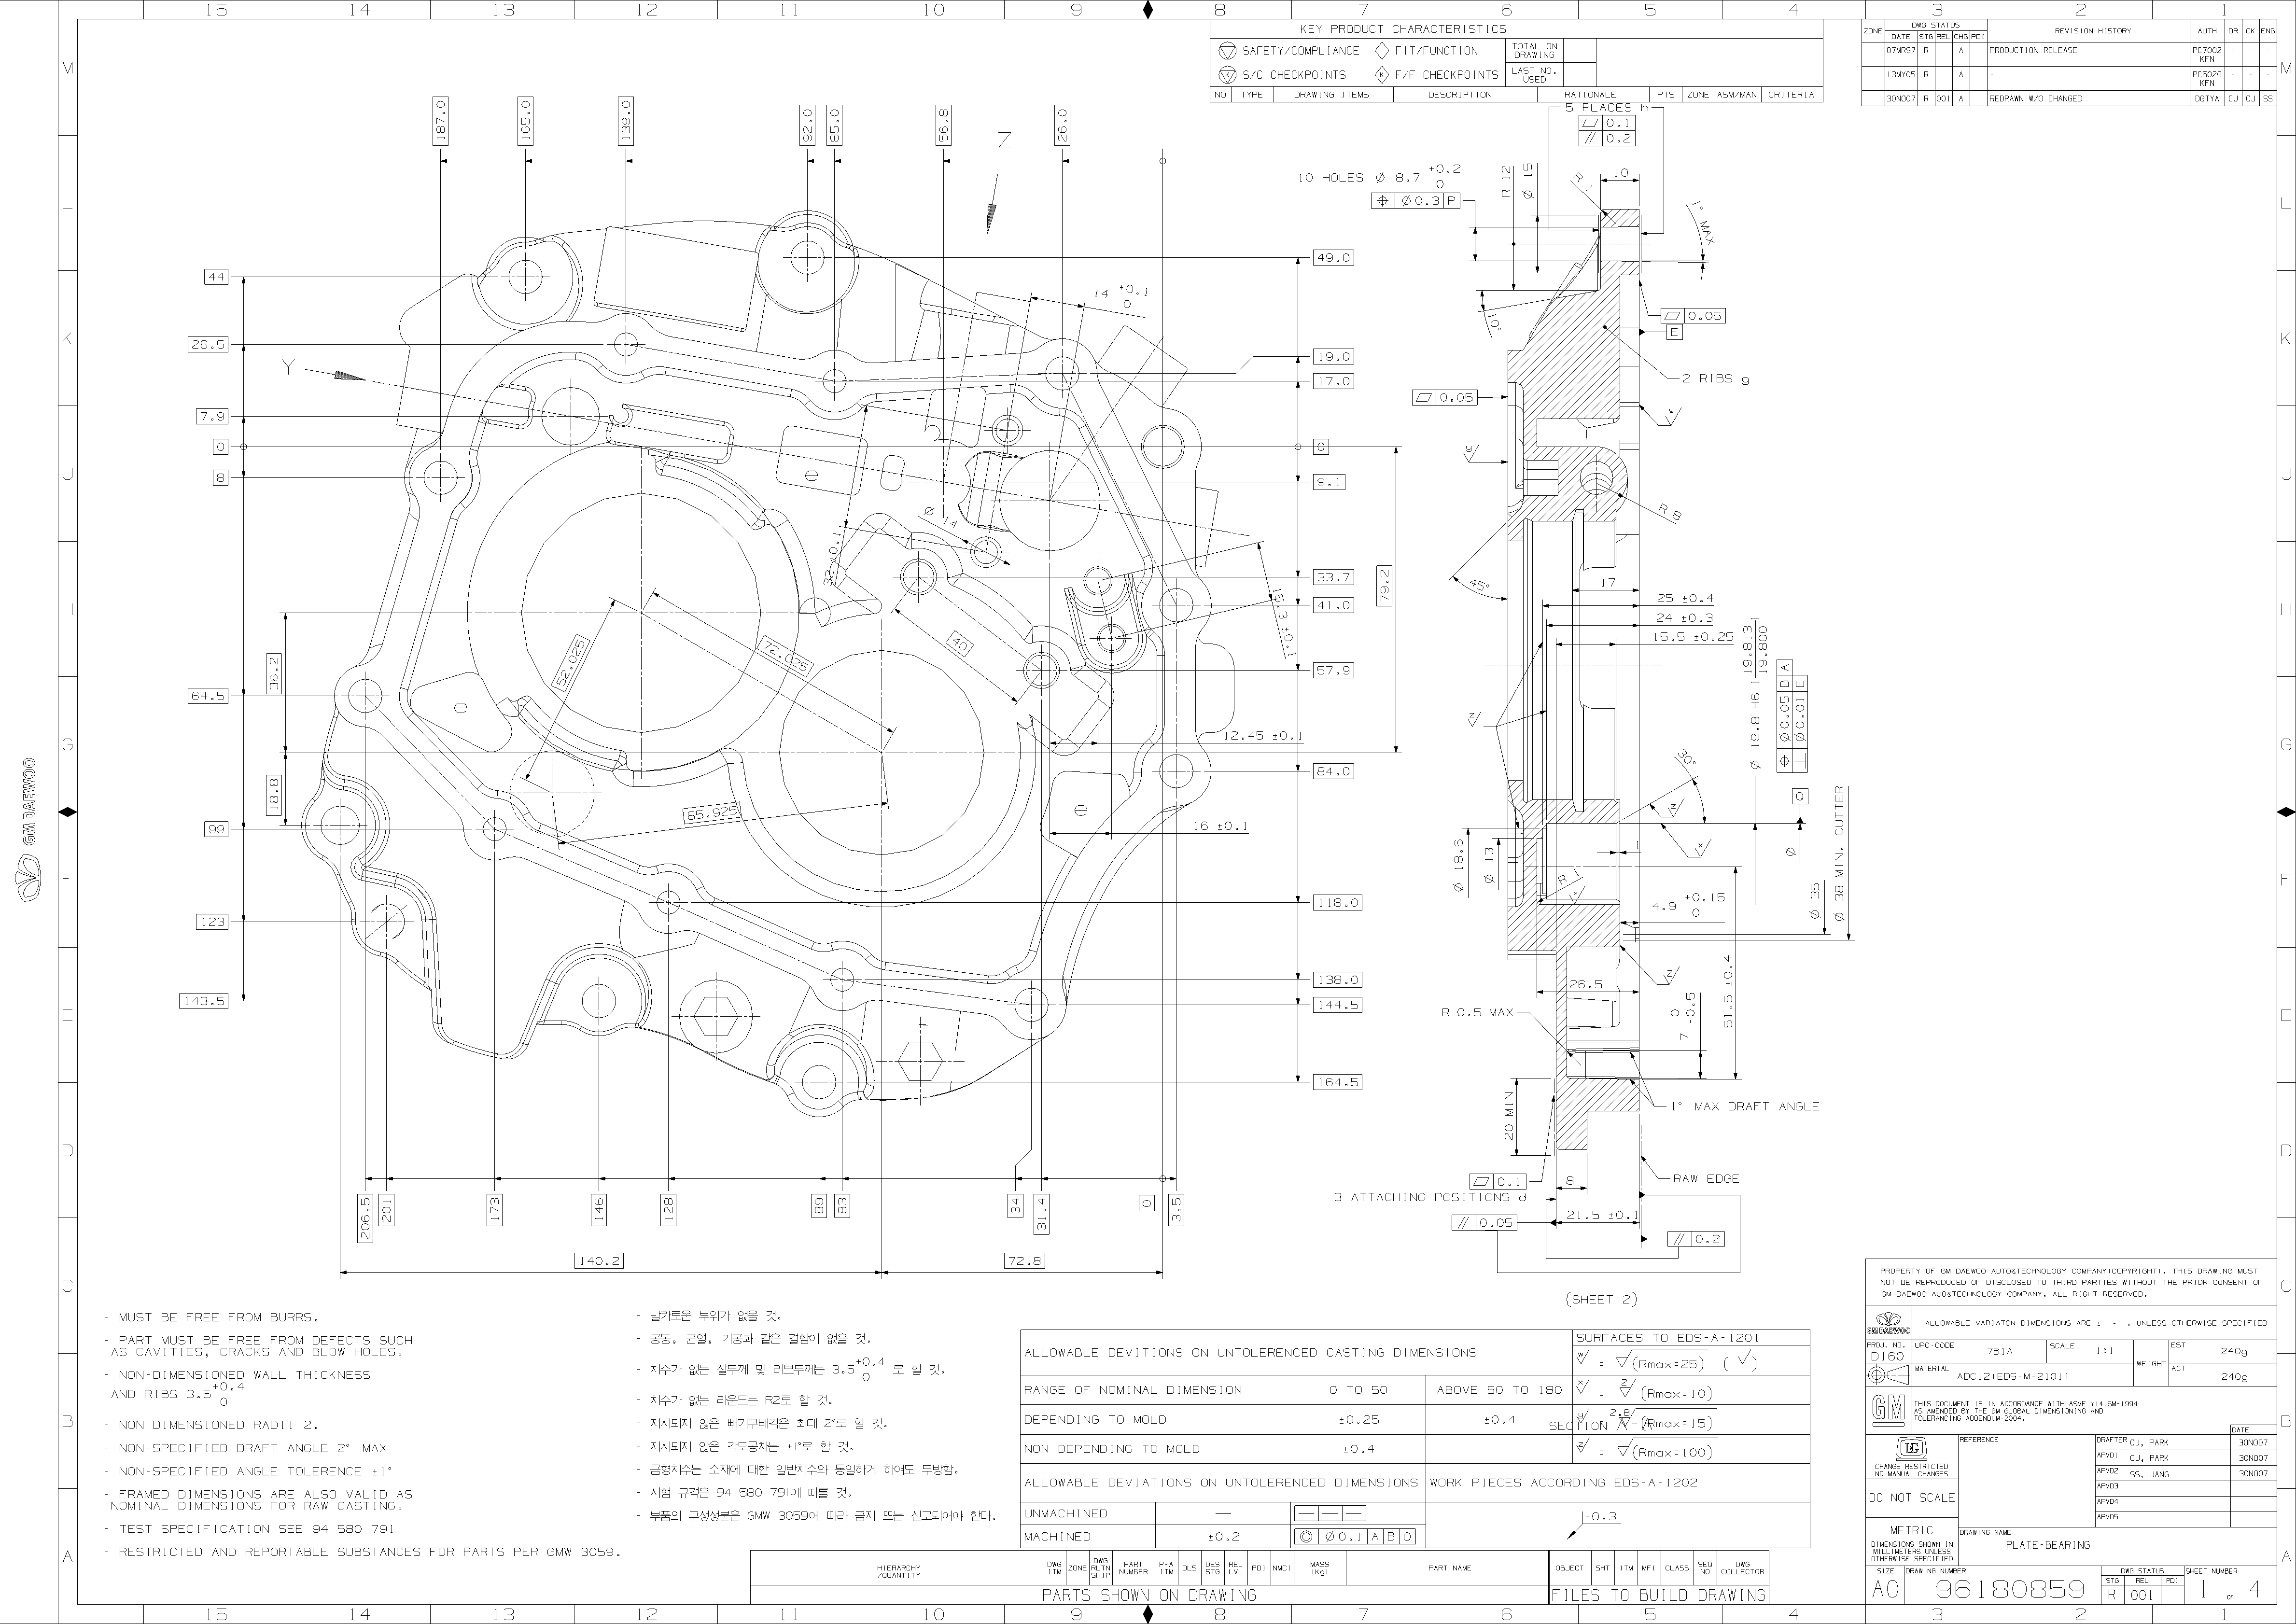 15 14 13 12 11 10 9 8 7 6 5 4 3 2 1
KEY PRODUCT CHARACTERISTICS
SAFETY/COMPLIANCE FIT/FUNCTION TOTAL ON DRAWING
K S/C CHECKPOINTS K F/F CHECKPOINTS LAST NO. USED
NO TYPE DRAWING ITEMS DESCRIPTION RATIONALE PTS ZONE ASM/MAN CRITERIA
ZONE DWG STATUS REVISION HISTORY AUTH DR CK ENG
DATE STG REL CHG PDI
07MR97 R A PRODUCTION RELEASE PC7002 KFN - - -
13MY05 R A - PC5020 KFN - - -
30NO07 R 001 A REDRAWN W/O CHANGED DGTYA CJ CJ SS
M
L
K
J
H
G
F
E
D
C
B
A
GM DAEWOO
187.0 165.0 139.0 92.0 85.0 56.8 26.0
Z
Y
44
26.5
7.9
0
8
36.2
64.5
18.8
99
123
143.5
14 +0.1 0
49.0
19.0
17.0
0
9.1
33.7
41.0
57.9
84.0
118.0
138.0
144.5
164.5
79.2
e
e
e
Ø 14
32 ±0.1
40
15.3 ±0.1
52.025
72.025
85.925
12.45 ±0.1
16 ±0.1
206.5 201 173 146 128 89 83 34 31.4 0 3.5
140.2
72.8
5 PLACES h
0.1
// 0.2
10 HOLES Ø 8.7 +0.2 0
Ø0.3 P
R 12
Ø 15
R 1
10
1° MAX
10°
0.05
E
2 RIBS g
0.05
y
y
R 8
45°
17
25 ±0.4
24 ±0.3
15.5 ±0.25
Ø 19.8 H6 [19.813 19.800]
Ø0.05 B A
Ø0.01 E
z
30°
z
x
Q
Ø
Ø 18.6
Ø 13
R 1
x
1
4.9 +0.15 0
Ø 35
Ø 38 MIN. CUTTER
26.5
z
R 0.5 MAX
7 0 -0.5
51.5 ±0.4
20 MIN
1° MAX DRAFT ANGLE
RAW EDGE
0.1
8
3 ATTACHING POSITIONS d
// 0.05
21.5 ±0.1
// 0.2
(SHEET 2)
- MUST BE FREE FROM BURRS.
- PART MUST BE FREE FROM DEFECTS SUCH
AS CAVITIES, CRACKS AND BLOW HOLES.
- NON-DIMENSIONED WALL THICKNESS
AND RIBS 3.5 +0.4 0
- NON DIMENSIONED RADII 2.
- NON-SPECIFIED DRAFT ANGLE 2° MAX
- NON-SPECIFIED ANGLE TOLERENCE ±1°
- FRAMED DIMENSIONS ARE ALSO VALID AS
NOMINAL DIMENSIONS FOR RAW CASTING.
- TEST SPECIFICATION SEE 94 580 791
- RESTRICTED AND REPORTABLE SUBSTANCES FOR PARTS PER GMW 3059.
- 날카로운 부위가 없을 것.
- 공동, 균열, 기공과 같은 결함이 없을 것.
- 치수가 없는 살두께 및 리브두께는 3.5 +0.4 0 로 할 것.
- 치수가 없는 라운드는 R2로 할 것.
- 지시되지 않은 빼기구배각은 최대 2°로 할 것.
- 지시되지 않은 각도공차는 ±1°로 할 것.
- 금형치수는 소재에 대한 일반치수와 동일하게 하여도 무방함.
- 시험 규격은 94 580 791에 따를 것.
- 부품의 구성성분은 GMW 3059에 따라 금지 또는 신고되어야 한다.
ALLOWABLE DEVITIONS ON UNTOLERENCED CASTING DIMENSIONS
SURFACES TO EDS-A-1201
w = √(Rmax=25) (√)
RANGE OF NOMINAL DIMENSION 0 TO 50 ABOVE 50 TO 180
x = 2 √(Rmax=10)
DEPENDING TO MOLD ±0.25 ±0.4
y = 2.8 √(Rmax=15)
SECTION A-A
NON-DEPENDING TO MOLD ±0.4 —
z = √(Rmax=100)
ALLOWABLE DEVIATIONS ON UNTOLERENCED DIMENSIONS WORK PIECES ACCORDING EDS-A-1202
UNMACHINED — — — —
MACHINED ±0.2 Ø0.1 A B Q
-0.3
HIERARCHY /QUANTITY DWG ITM ZONE DWG RLTN SHIP PART NUMBER P-A ITM DLS DES STG REL LVL PDI NMCI MASS (Kg) PART NAME OBJECT SHT ITM MFI CLASS SEQ NO DWG COLLECTOR
PARTS SHOWN ON DRAWING FILES TO BUILD DRAWING
PROPERTY OF GM DAEWOO AUTO&TECHNOLOGY COMPANY(COPYRIGHT). THIS DRAWING MUST
NOT BE REPRODUCED OF DISCLOSED TO THIRD PARTIES WITHOUT THE PRIOR CONSENT OF
GM DAEWOO AUO&TECHNOLOGY COMPANY. ALL RIGHT RESERVED.
GM DAEWOO
ALLOWABLE VARIATON DIMENSIONS ARE ± - . UNLESS OTHERWISE SPECIFIED
PROJ. NO. D160 UPC-CODE 7B1A SCALE 1:1 WEIGHT EST 240g
MATERIAL ADC12(EDS-M-2101) ACT 240g
GM
THIS DOCUMENT IS IN ACCORDANCE WITH ASME Y14.5M-1994
AS AMENDED BY THE GM GLOBAL DIMENSIONING AND
TOLERANCING ADDENDUM-2004.
DATE
UG
CHANGE RESTRICTED
NO MANUAL CHANGES
REFERENCE
DRAFTER CJ, PARK 30NO07
APVD1 CJ, PARK 30NO07
APVD2 SS, JANG 30NO07
APVD3
APVD4
APVD5
DO NOT SCALE
METRIC
DIMENSIONS SHOWN IN
MILLIMETERS UNLESS
OTHERWISE SPECIFIED
DRAWING NAME
PLATE-BEARING
SIZE A0 DRAWING NUMBER 96180859 DWG STATUS STG R REL 001 PDI SHEET NUMBER 1 OF 4
15 14 13 12 11 10 9 8 7 6 5 4 3 2 1